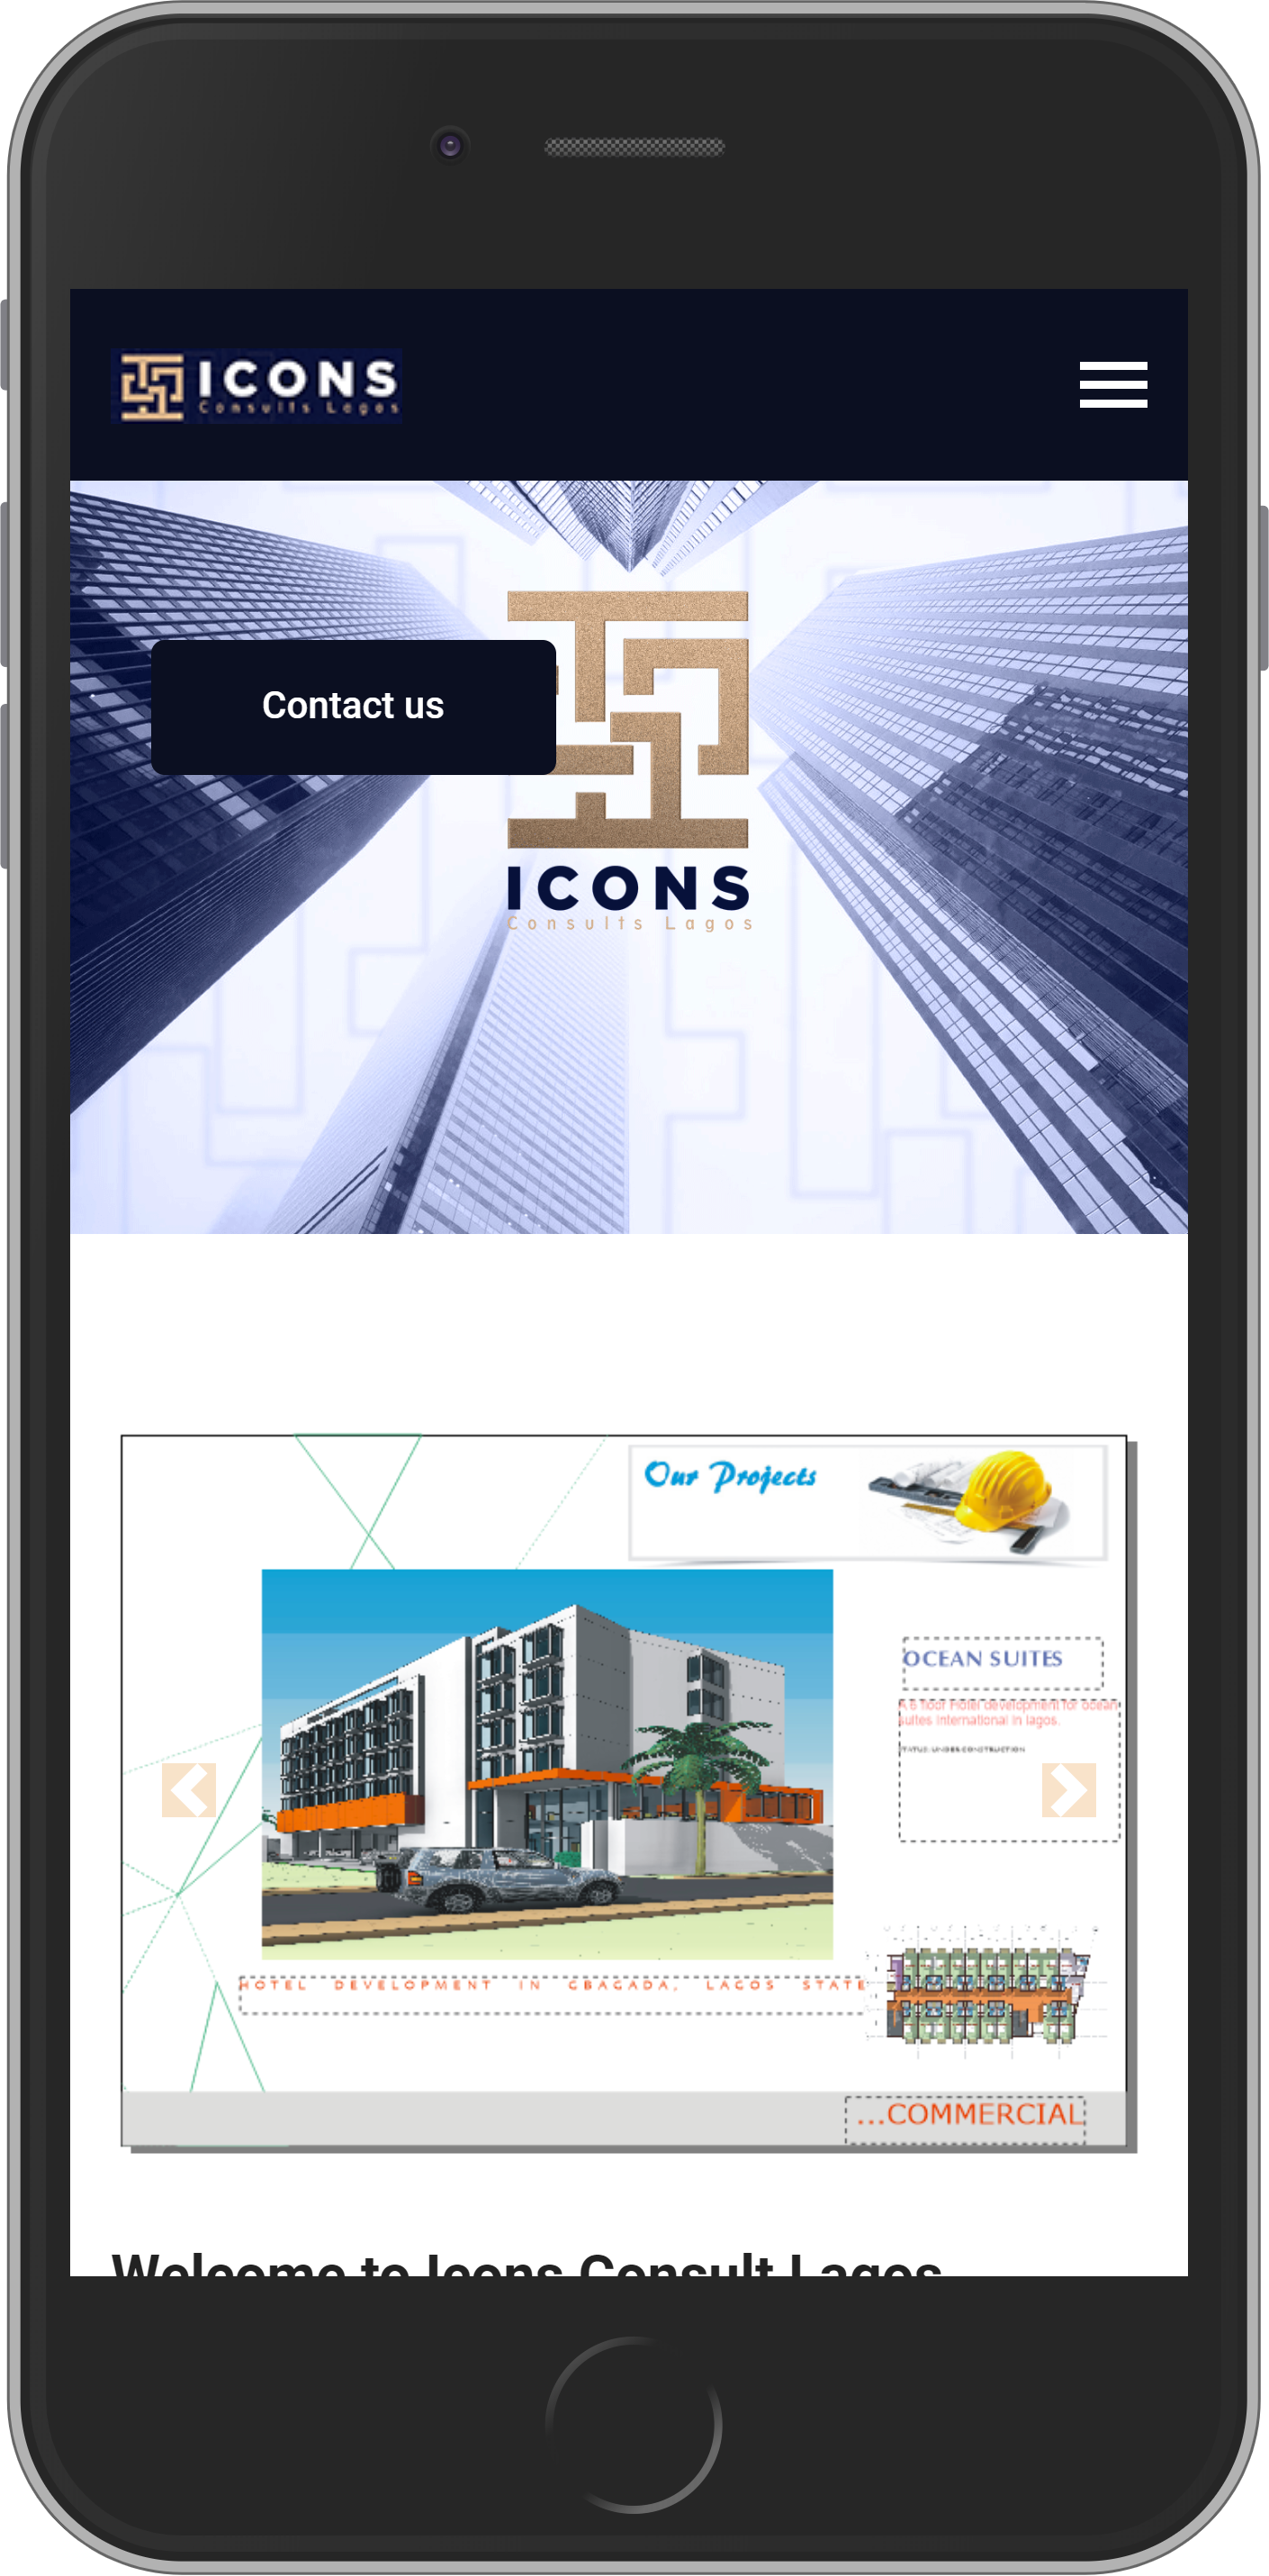 ICONS
Consults Lagos
Contact us
ICONS
Consults Lagos
Our Projects
OCEAN SUITES
A 6 floor Hotel development for ocean
suites international in lagos.
STATUS: UNDER CONSTRUCTION
HOTEL DEVELOPMENT IN GBAGADA, LAGOS STATE
...COMMERCIAL
Welcome to Icons Consult Lagos